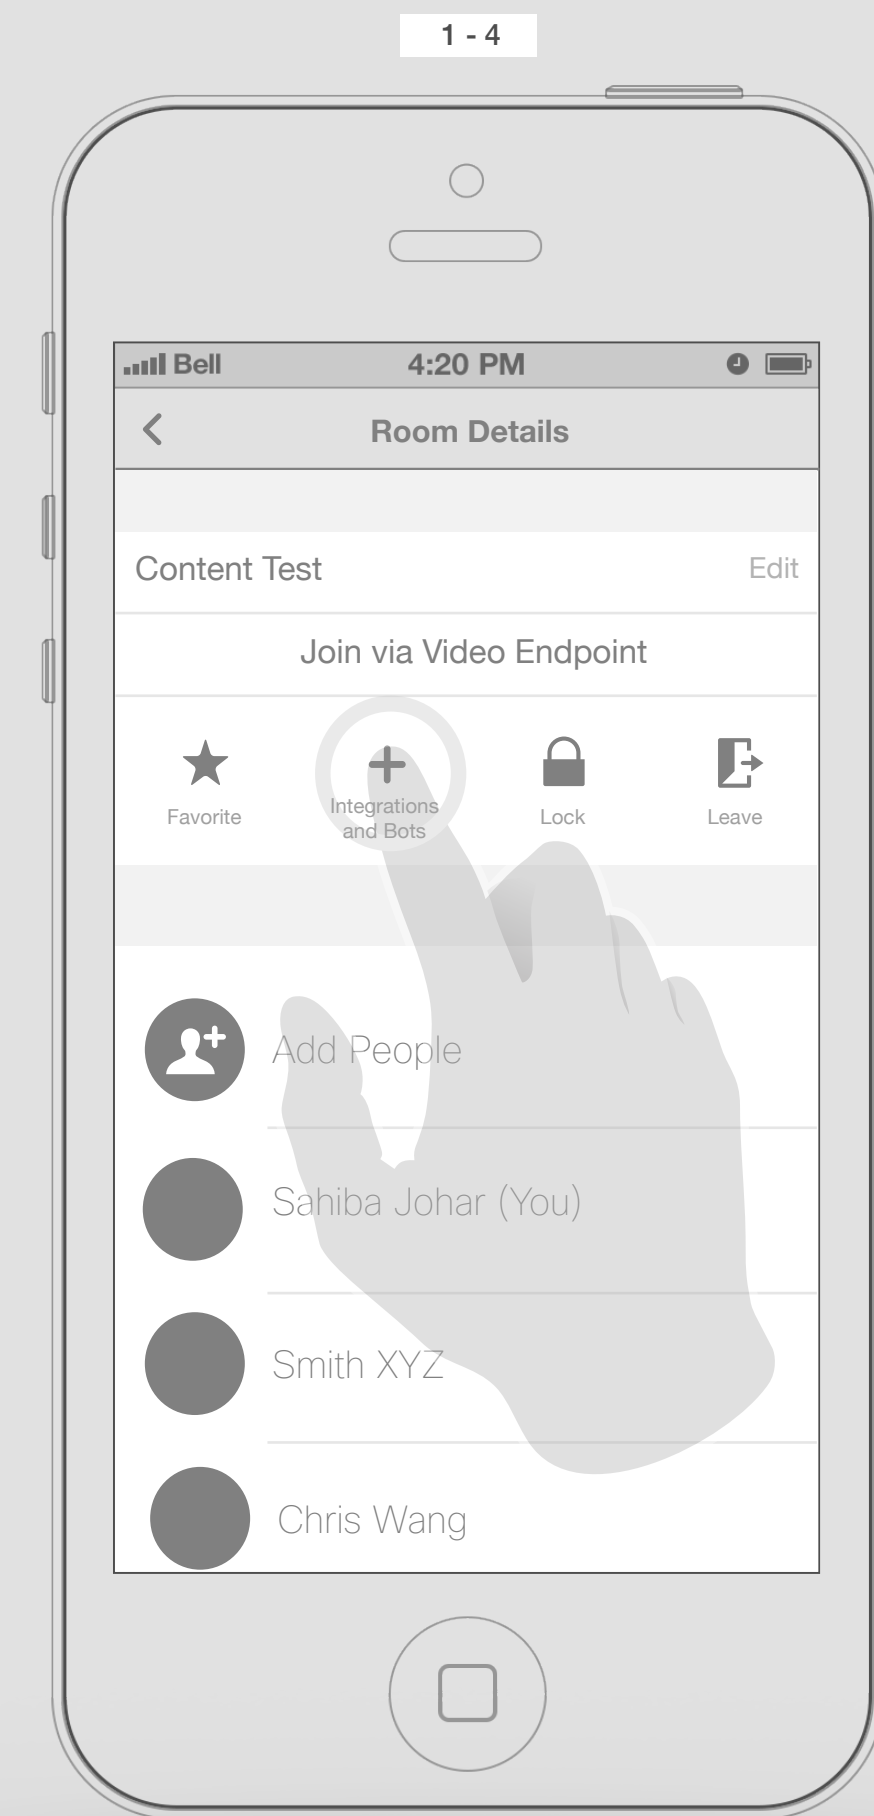 1 - 4
Bell
4:20 PM
Room Details
Content Test
Edit
Join via Video Endpoint
Favorite
Integrations
and Bots
Lock
Leave
Add People
Sahiba Johar (You)
Smith XYZ
Chris Wang